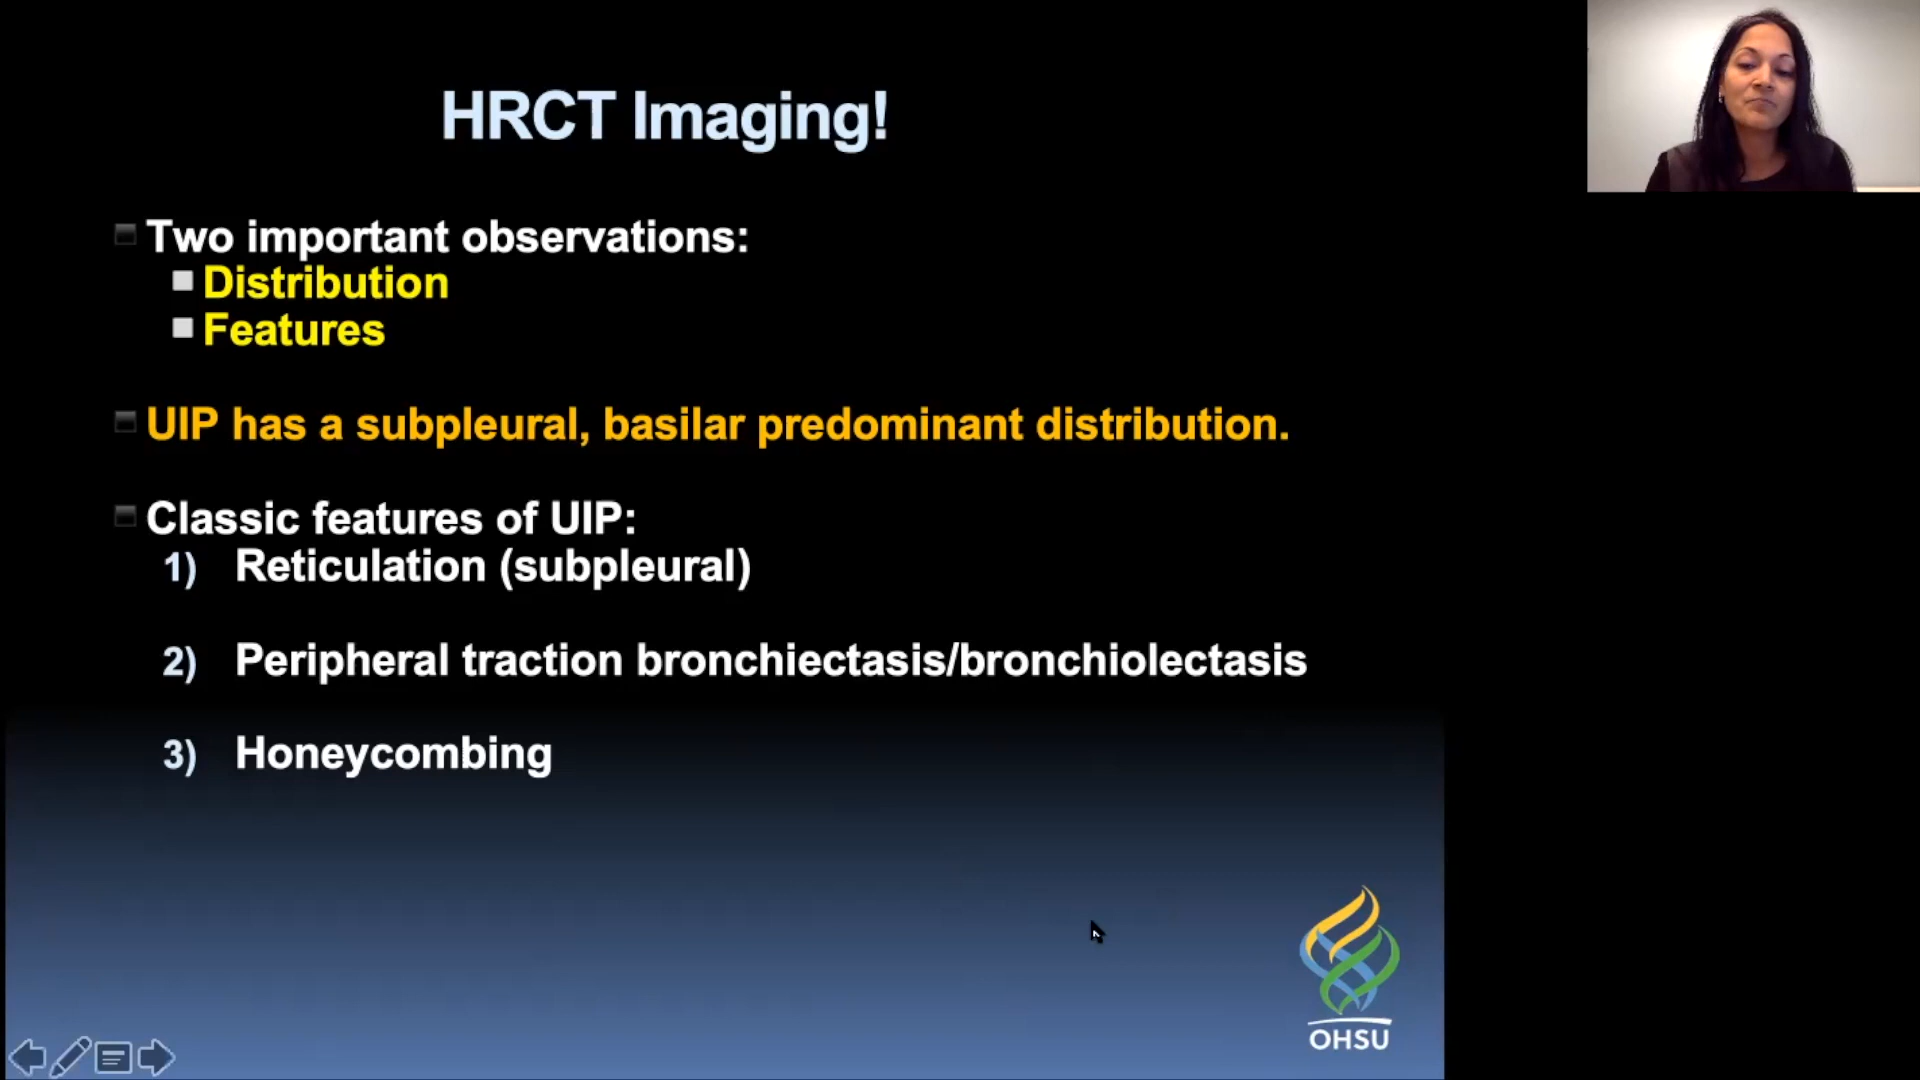 HRCT Imaging!
Two important observations:
Distribution
Features
UIP has a subpleural, basilar predominant distribution.
Classic features of UIP:
1) Reticulation (subpleural)
2) Peripheral traction bronchiectasis/bronchiolectasis
3) Honeycombing
OHSU